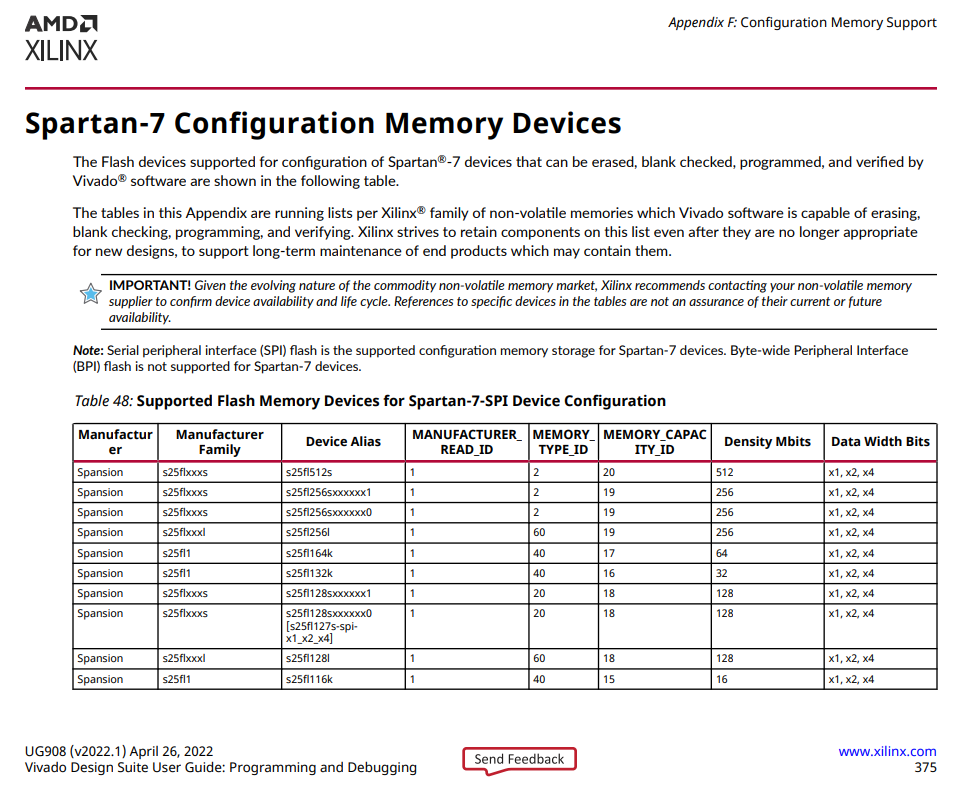 AMD
XILINX
Appendix F: Configuration Memory Support
Spartan-7 Configuration Memory Devices
The Flash devices supported for configuration of Spartan®-7 devices that can be erased, blank checked, programmed, and verified by
Vivado® software are shown in the following table.
The tables in this Appendix are running lists per Xilinx® family of non-volatile memories which Vivado software is capable of erasing,
blank checking, programming, and verifying. Xilinx strives to retain components on this list even after they are no longer appropriate
for new designs, to support long-term maintenance of end products which may contain them.
IMPORTANT! Given the evolving nature of the commodity non-volatile memory market, Xilinx recommends contacting your non-volatile memory
supplier to confirm device availability and life cycle. References to specific devices in the tables are not an assurance of their current or future
availability.
Note: Serial peripheral interface (SPI) flash is the supported configuration memory storage for Spartan-7 devices. Byte-wide Peripheral Interface
(BPI) flash is not supported for Spartan-7 devices.
Table 48: Supported Flash Memory Devices for Spartan-7-SPI Device Configuration
Manufactur
er
Manufacturer
Family
Device Alias
MANUFACTURER_
READ_ID
MEMORY_
TYPE_ID
MEMORY_CAPAC
ITY_ID
Density Mbits
Data Width Bits
Spansion s25flxxxs s25fl512s 1 2 20 512 x1, x2, x4
Spansion s25flxxxs s25fl256sxxxxxx1 1 2 19 256 x1, x2, x4
Spansion s25flxxxs s25fl256sxxxxxx0 1 2 19 256 x1, x2, x4
Spansion s25flxxxl s25fl256l 1 60 19 256 x1, x2, x4
Spansion s25fl1 s25fl164k 1 40 17 64 x1, x2, x4
Spansion s25fl1 s25fl132k 1 40 16 32 x1, x2, x4
Spansion s25flxxxs s25fl128sxxxxxx1 1 20 18 128 x1, x2, x4
Spansion s25flxxxs s25fl128sxxxxxx0 1 20 18 128 x1, x2, x4
[s25fl127s-spi-
x1_x2_x4]
Spansion s25flxxxl s25fl128l 1 60 18 128 x1, x2, x4
Spansion s25fl1 s25fl116k 1 40 15 16 x1, x2, x4
UG908 (v2022.1) April 26, 2022
Vivado Design Suite User Guide: Programming and Debugging
Send Feedback
www.xilinx.com
375